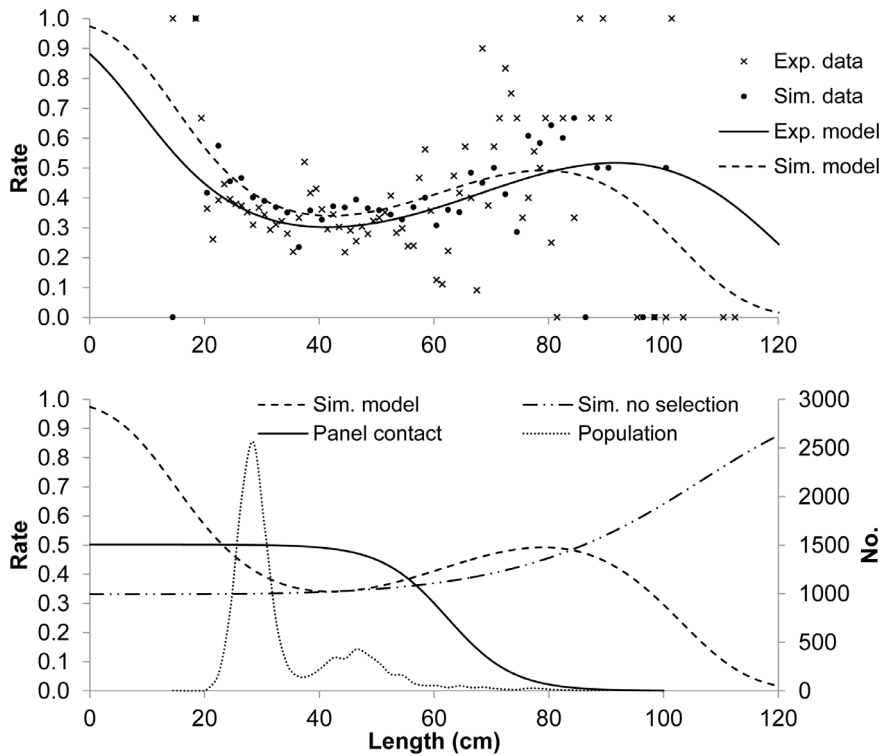 1.0
0.9
0.8
0.7
0.6
0.5
0.4
0.3
0.2
0.1
0.0
Rate
0 20 40 60 80 100 120
Exp. data
Sim. data
Exp. model
Sim. model
1.0
0.9
0.8
0.7
0.6
0.5
0.4
0.3
0.2
0.1
0.0
Rate
Sim. model Sim. no selection
Panel contact Population
3000
2500
2000
1500
1000
500
0
No.
0 20 40 60 80 100 120
Length (cm)